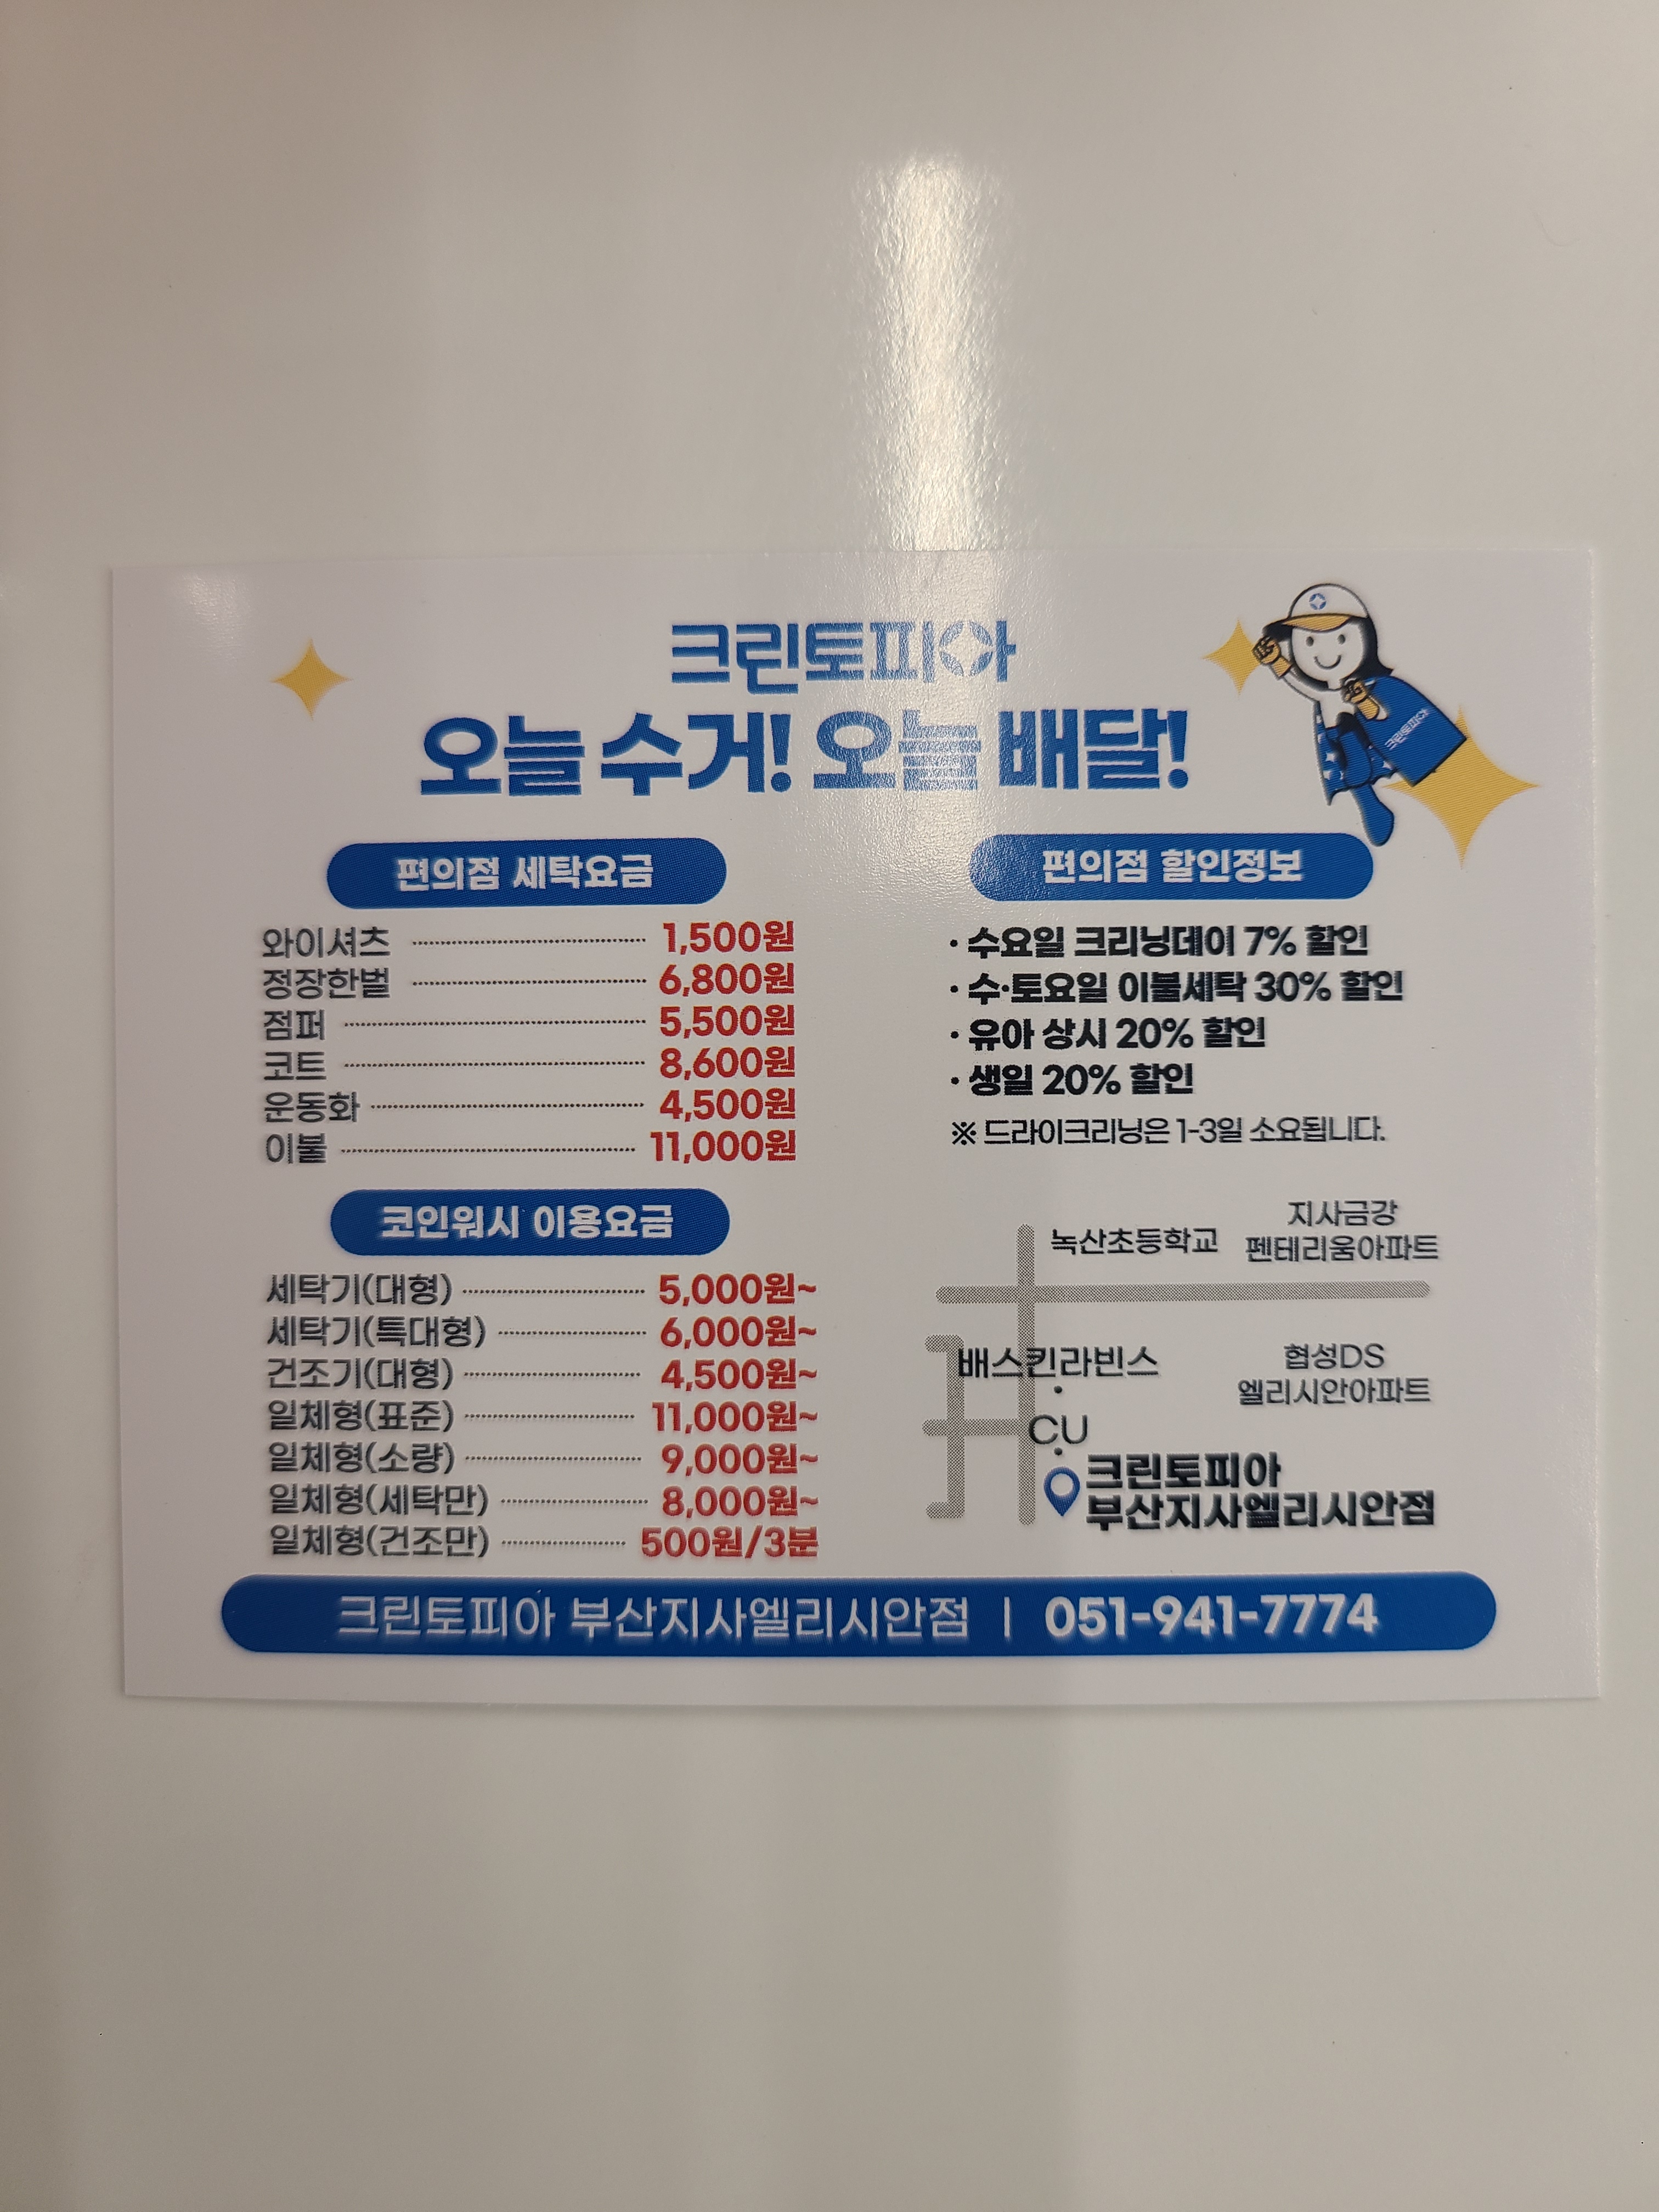 크린토피아
오늘 수거! 오늘 배달!
크린토피아
편의점 세탁요금
와이셔츠 1,500원
정장한벌 6,800원
점퍼 5,500원
코트 8,600원
운동화 4,500원
이불 11,000원
코인워시 이용요금
세탁기(대형) 5,000원~
세탁기(특대형) 6,000원~
건조기(대형) 4,500원~
일체형(표준) 11,000원~
일체형(소량) 9,000원~
일체형(세탁만) 8,000원~
일체형(건조만) 500원/3분
편의점 할인정보
· 수요일 크리닝데이 7% 할인
· 수·토요일 이불세탁 30% 할인
· 유아 상시 20% 할인
· 생일 20% 할인
※ 드라이크리닝은 1-3일 소요됩니다.
녹산초등학교
지사금강
펜테리움아파트
배스킨라빈스
협성DS
엘리시안아파트
CU
크린토피아
부산지사엘리시안점
크린토피아 부산지사엘리시안점 | 051-941-7774